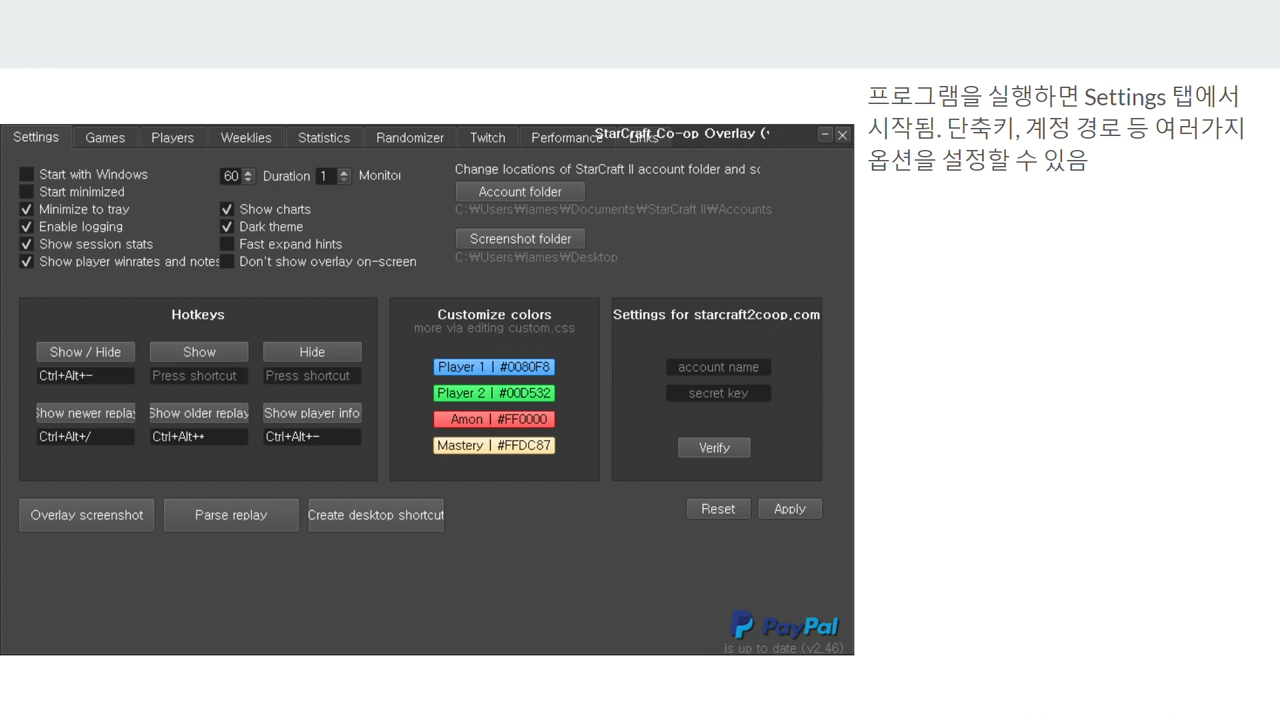 프로그램을 실행하면 Settings 탭에서
시작됨. 단축키, 계정 경로 등 여러가지
옵션을 설정할 수 있음
StarCraft Co-op Overlay (
Settings Games Players Weeklies Statistics Randomizer Twitch Performance Links
Start with Windows
Start minimized
Minimize to tray
Enable logging
Show session stats
Show player winrates and notes
60 Duration 1 Monitor
Show charts
Dark theme
Fast expand hints
Don't show overlay on-screen
Change locations of StarCraft II account folder and sc
Account folder
C:₩Users₩james₩Documents₩StarCraft II₩Accounts
Screenshot folder
C:₩Users₩james₩Desktop
Hotkeys
Show / Hide Show Hide
Ctrl+Alt+- Press shortcut Press shortcut
Show newer replay Show older replay Show player info
Ctrl+Alt+/ Ctrl+Alt+* Ctrl+Alt+-
Customize colors
more via editing custom.css
Player 1 | #0080F8
Player 2 | #00D532
Amon | #FF0000
Mastery | #FFDC87
Settings for starcraft2coop.com
account name
secret key
Verify
Overlay screenshot Parse replay Create desktop shortcut
Reset Apply
PayPal
is up to date (v2.46)